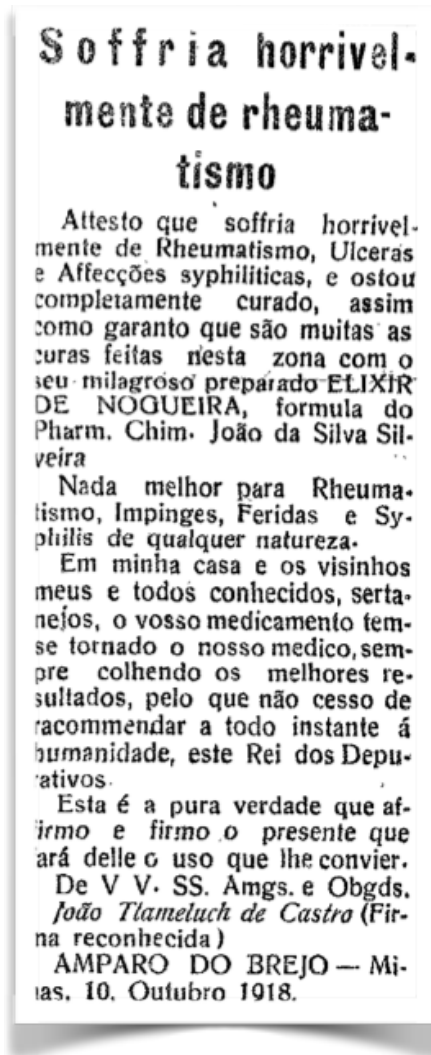 Soffria horrivel-
mente de rheuma-
tismo
Attesto que soffria horrivel-
mente de Rheumatismo, Ulceras
e Affecções syphiliticas, e ostou
completamente curado, assim
como garanto que são muitas as
curas feitas nesta zona com o
seu milagroso preparado ELIXIR
DE NOGUEIRA, formula do
Pharm. Chim. João da Silva Sil-
veira
Nada melhor para Rheuma-
tismo, Impinges, Feridas e Sy-
philis de qualquer natureza.
Em minha casa e os visinhos
meus e todos conhecidos, serta-
nejos, o vosso medicamento tem-
se tornado o nosso medico, sem-
pre colhendo os melhores re-
sultados, pelo que não cesso de
racommendar a todo instante á
humanidade, este Rei dos Depu-
rativos.
Esta é a pura verdade que af-
firmo e firmo o presente que
fará delle o uso que lhe convier.
De V V. SS. Amgs. e Obgds.
João Tlameluch de Castro (Fir-
ma reconhecida)
AMPARO DO BREJO — Mi-
nas, 10, Outubro 1918.